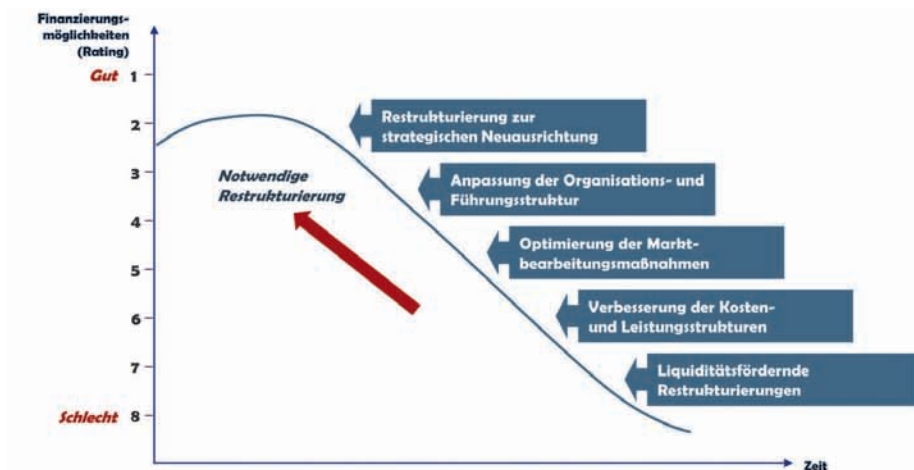 Finanzierungs-
möglichkeiten
(Rating)
Gut 1
2
3
4
5
6
7
Schlecht 8
Restrukturierung zur
strategischen Neuausrichtung
Notwendige
Restrukturierung
Anpassung der Organisations- und
Führungsstruktur
Optimierung der Markt-
bearbeitungsmaßnahmen
Verbesserung der Kosten-
und Leistungsstrukturen
Liquiditätsfördernde
Restrukturierungen
Zeit